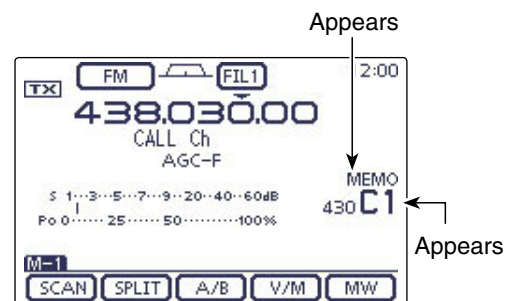 Appears
TX FM FIL1 2:00
438.030.00
CALL Ch
AGC-F
MEMO
S 1···3···5···7···9···20···40···60dB
430 C1
Po 0······25······50·········100%
Appears
M-1
SCAN SPLIT A/B V/M MW